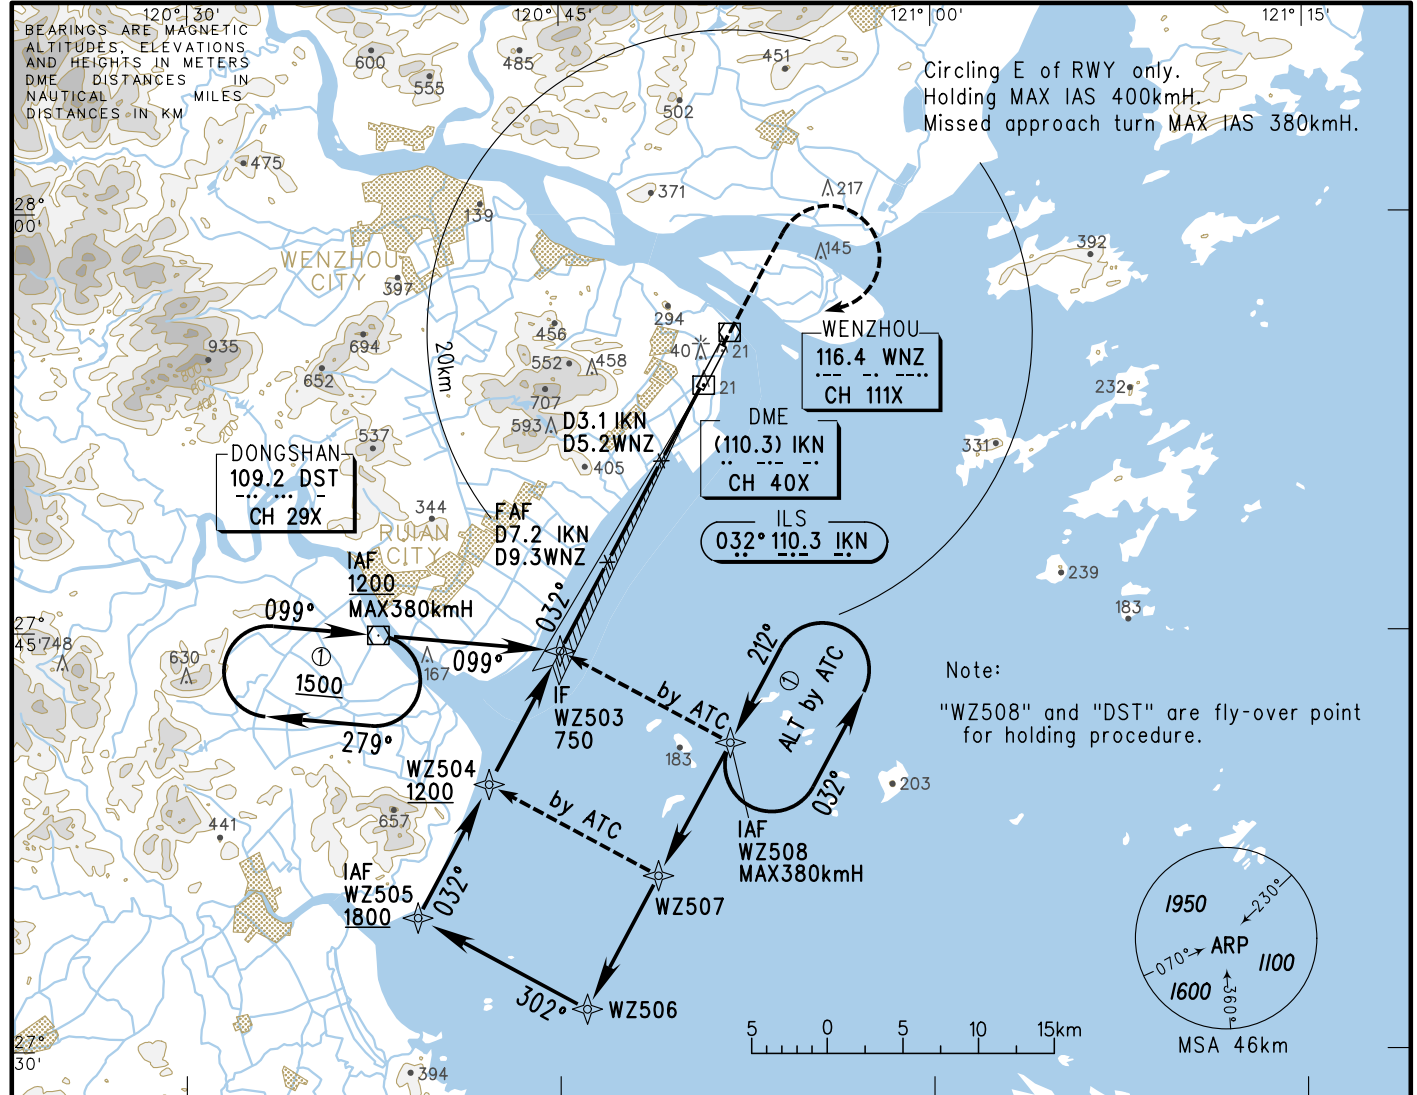 120° 30'
120° 45'
121° 00'
121° 15'
BEARINGS ARE MAGNETIC
ALTITUDES, ELEVATIONS
AND HEIGHTS IN METERS
DME DISTANCES IN
NAUTICAL MILES
DISTANCES IN KM
Circling E of RWY only.
Holding MAX IAS 400kmH.
Missed approach turn MAX IAS 380kmH.
600
555
485
451
502
475
371
217
139
28°
00'
145
392
WENZHOU
CITY
397
294
456
694
935
800
600
400
652
552
458
707
593
20km
40
21
21
WENZHOU
116.4 WNZ
CH 111X
232
D3.1 IKN
D5.2WNZ
DME
(110.3) IKN
CH 40X
405
331
537
DONGSHAN
109.2 DST
CH 29X
344
RUIAN
CITY
FAF
D7.2 IKN
D9.3WNZ
ILS
032° 110.3 IKN
239
183
IAF
1200
MAX380kmH
032°
099°
099°
27°
45'
748
630
1
1500
167
279°
IF
WZ503
750
by ATC
212°
1
ALT by ATC
032°
183
203
Note:
"WZ508" and "DST" are fly-over point
for holding procedure.
WZ504
1200
657
441
by ATC
IAF
WZ508
MAX380kmH
IAF
WZ505
1800
032°
WZ507
302°
WZ506
1950
230°
ARP
070°
1100
1600
360°
MSA 46km
5 0 5 10 15km
27°
30'
394